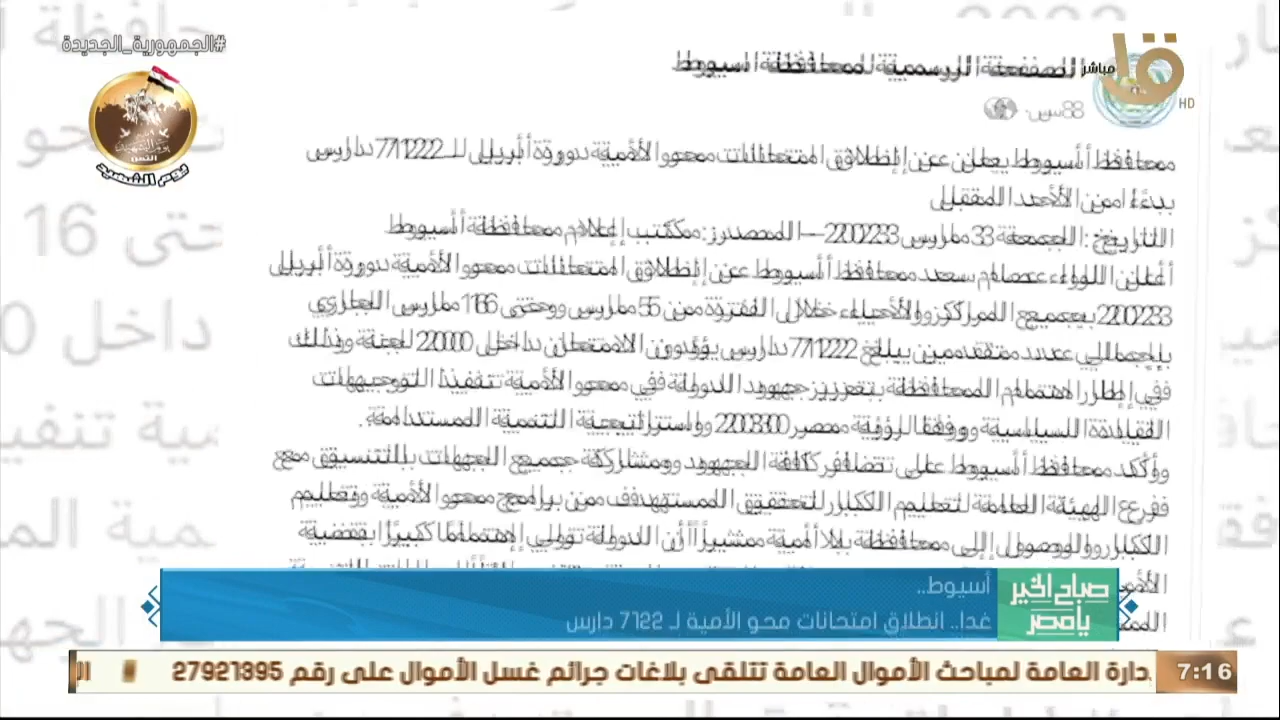 #الجمهورية_الجديدة
مباشر
HD
يوم الشهيد
الصفحة الرسمية لمحافظة أسيوط
محافظ أسيوط يعلن عن إنطلاق امتحانات محو الأمية دورة أبريل لـ 7122 دارس
بدءًا من الأحد المقبل
التاريخ: الجمعة 3 مارس 2023 – المصدر: مكتب إعلام محافظة أسيوط
أعلن اللواء عصام سعد محافظ أسيوط عن إنطلاق امتحانات محو الأمية دورة أبريل
2023 بجميع المراكز والأحياء خلال الفترة من 5 مارس وحتى 16 مارس الجاري
بإجمالي عدد متقدمين يبلغ 7122 دارس يؤدون الامتحان داخل 200 لجنة وذلك
في إطار اهتمام المحافظة بتعزيز جهود الدولة في محو الأمية تنفيذا لتوجيهات
القيادة السياسية ووفقا لرؤية مصر 2030 واستراتيجية التنمية المستدامة.
وأكد محافظ أسيوط على تضافر كافة الجهود ومشاركة جميع الجهات بالتنسيق مع
فرع الهيئة العامة لتعليم الكبار لتحقيق المستهدف من برامج محو الأمية وتعليم
الكبار والوصول إلى محافظة بلا أمية مشيرًا أن الدولة تولي إهتمامًا كبيرًا بقضية
صباح الخير يا مصر
أسيوط..
غدا.. انطلاق امتحانات محو الأمية لـ 7122 دارس
7:16
دارة العامة لمباحث الأموال العامة تتلقى بلاغات جرائم غسل الأموال على رقم 27921395